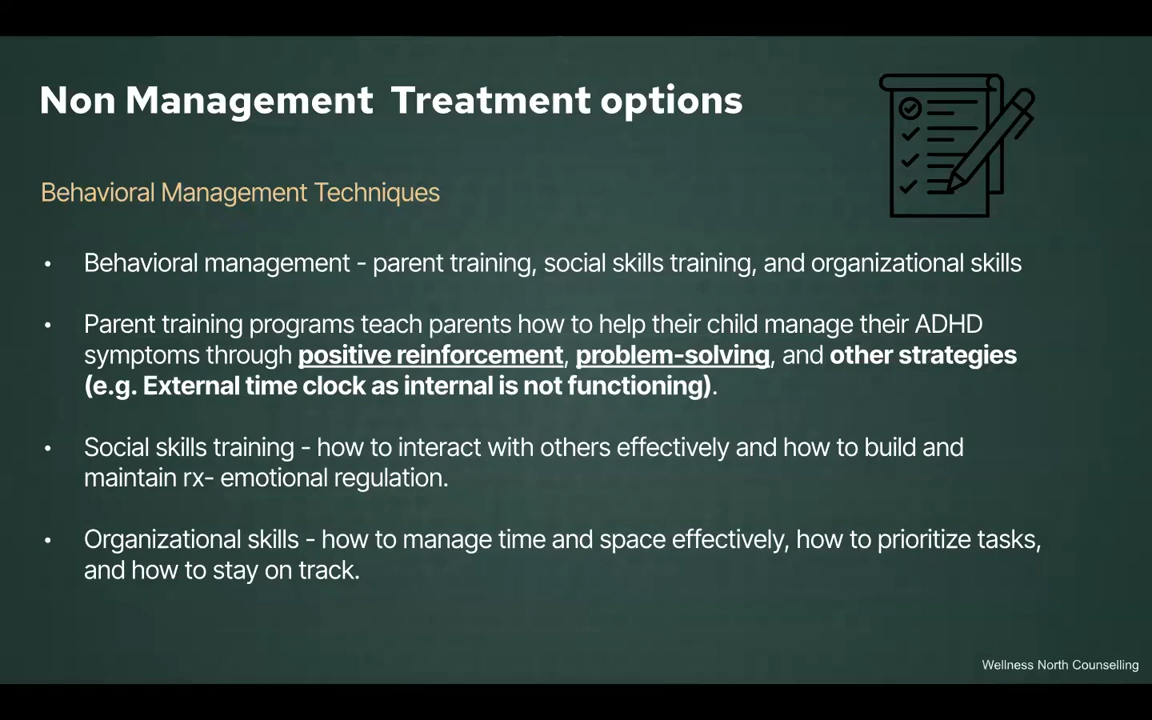 Non Management  Treatment options
Behavioral Management Techniques
• Behavioral management - parent training, social skills training, and organizational skills
• Parent training programs teach parents how to help their child manage their ADHD
symptoms through positive reinforcement, problem-solving, and other strategies
(e.g. External time clock as internal is not functioning).
• Social skills training - how to interact with others effectively and how to build and
maintain rx- emotional regulation.
• Organizational skills - how to manage time and space effectively, how to prioritize tasks,
and how to stay on track.
Wellness North Counselling